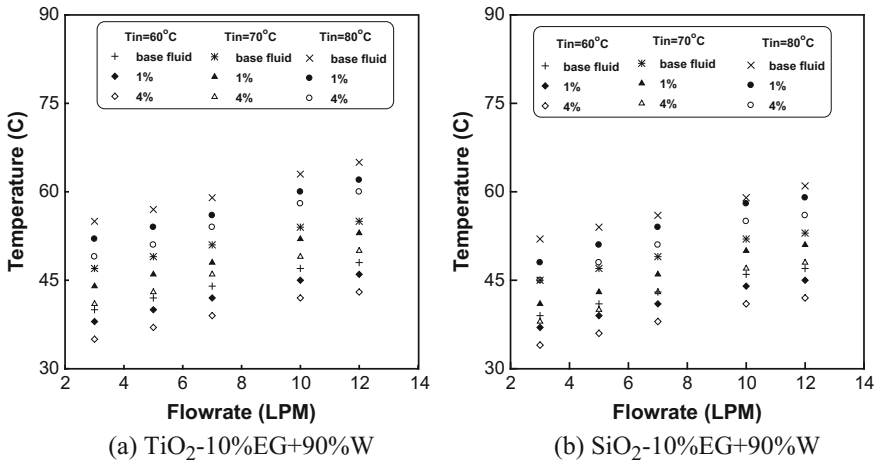 90
75
60
45
30
Temperature (C)
Tin=60°C Tin=70°C Tin=80°C
base fluid base fluid base fluid
1% 1% 1%
4% 4% 4%
2 4 6 8 10 12 14
Flowrate (LPM)
(a) TiO₂-10%EG+90%W
90
75
60
45
30
Temperature (C)
Tin=60°C Tin=70°C Tin=80°C
base fluid base fluid base fluid
1% 1% 1%
4% 4% 4%
2 4 6 8 10 12 14
Flowrate (LPM)
(b) SiO₂-10%EG+90%W